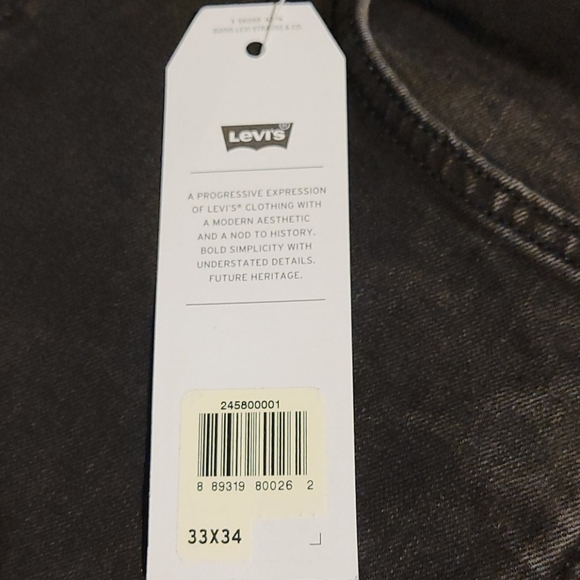 LEVI'S
A PROGRESSIVE EXPRESSION
OF LEVI'S® CLOTHING WITH
A MODERN AESTHETIC
AND A NOD TO HISTORY.
BOLD SIMPLICITY WITH
UNDERSTATED DETAILS.
FUTURE HERITAGE.
245800001
8 89319 80026 2
33X34